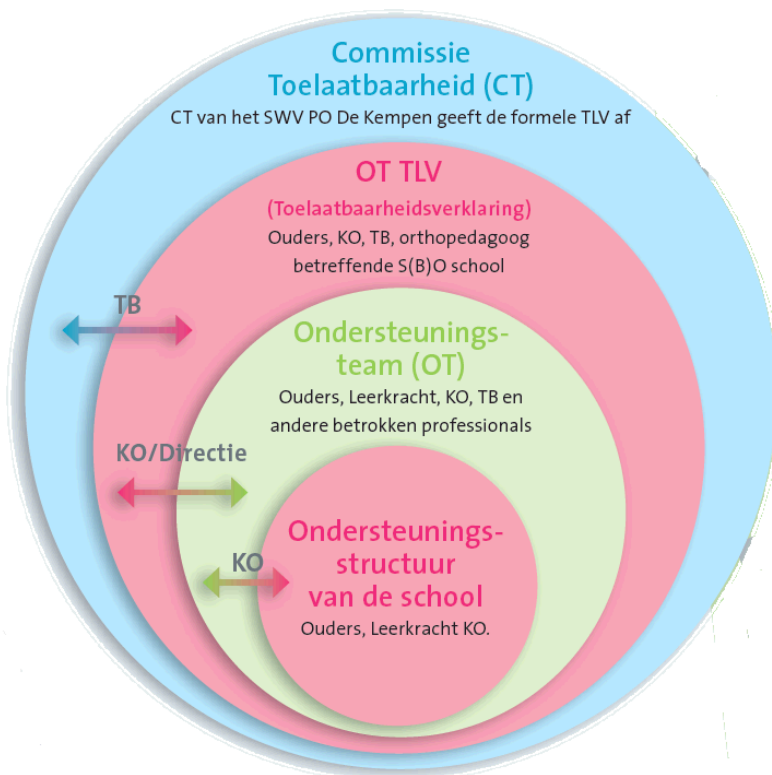 Commissie
Toelaatbaarheid (CT)
CT van het SWV PO De Kempen geeft de formele TLV af
OT TLV
(Toelaatbaarheidsverklaring)
Ouders, KO, TB, orthopedagoog
betreffende S(B)O school
TB
Ondersteunings-
team (OT)
Ouders, Leerkracht, KO, TB en
andere betrokken professionals
KO/Directie
Ondersteunings-
structuur
van de school
Ouders, Leerkracht KO.
KO